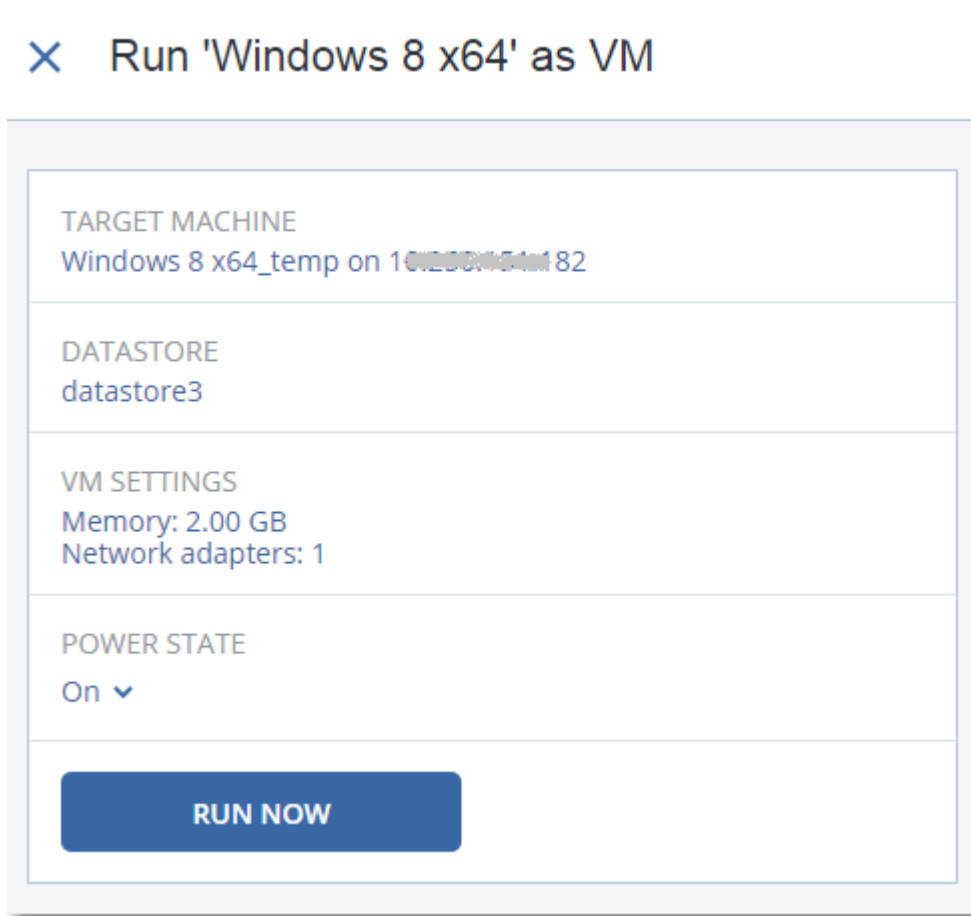 Run 'Windows 8 x64' as VM
TARGET MACHINE
Windows 8 x64_temp on 182
DATASTORE
datastore3
VM SETTINGS
Memory: 2.00 GB
Network adapters: 1
POWER STATE
On
RUN NOW